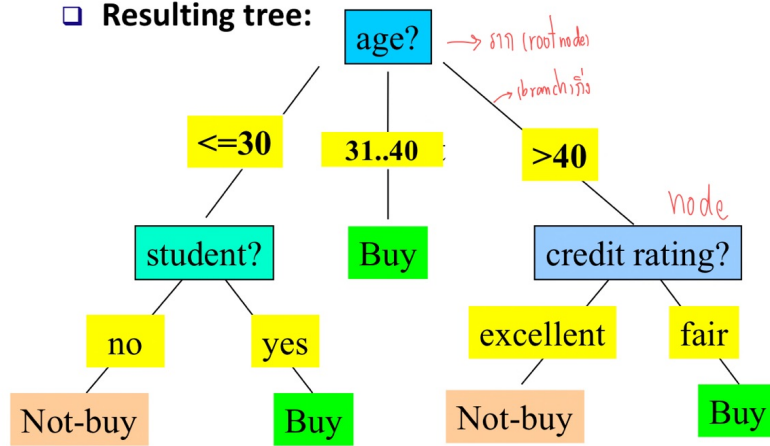 ❑ Resulting tree:
age?
→ ราก (root node)
→ (branch) กิ่ง
<=30
31..40
>40
node
student?
Buy
credit rating?
no
yes
excellent
fair
Not-buy
Buy
Not-buy
Buy